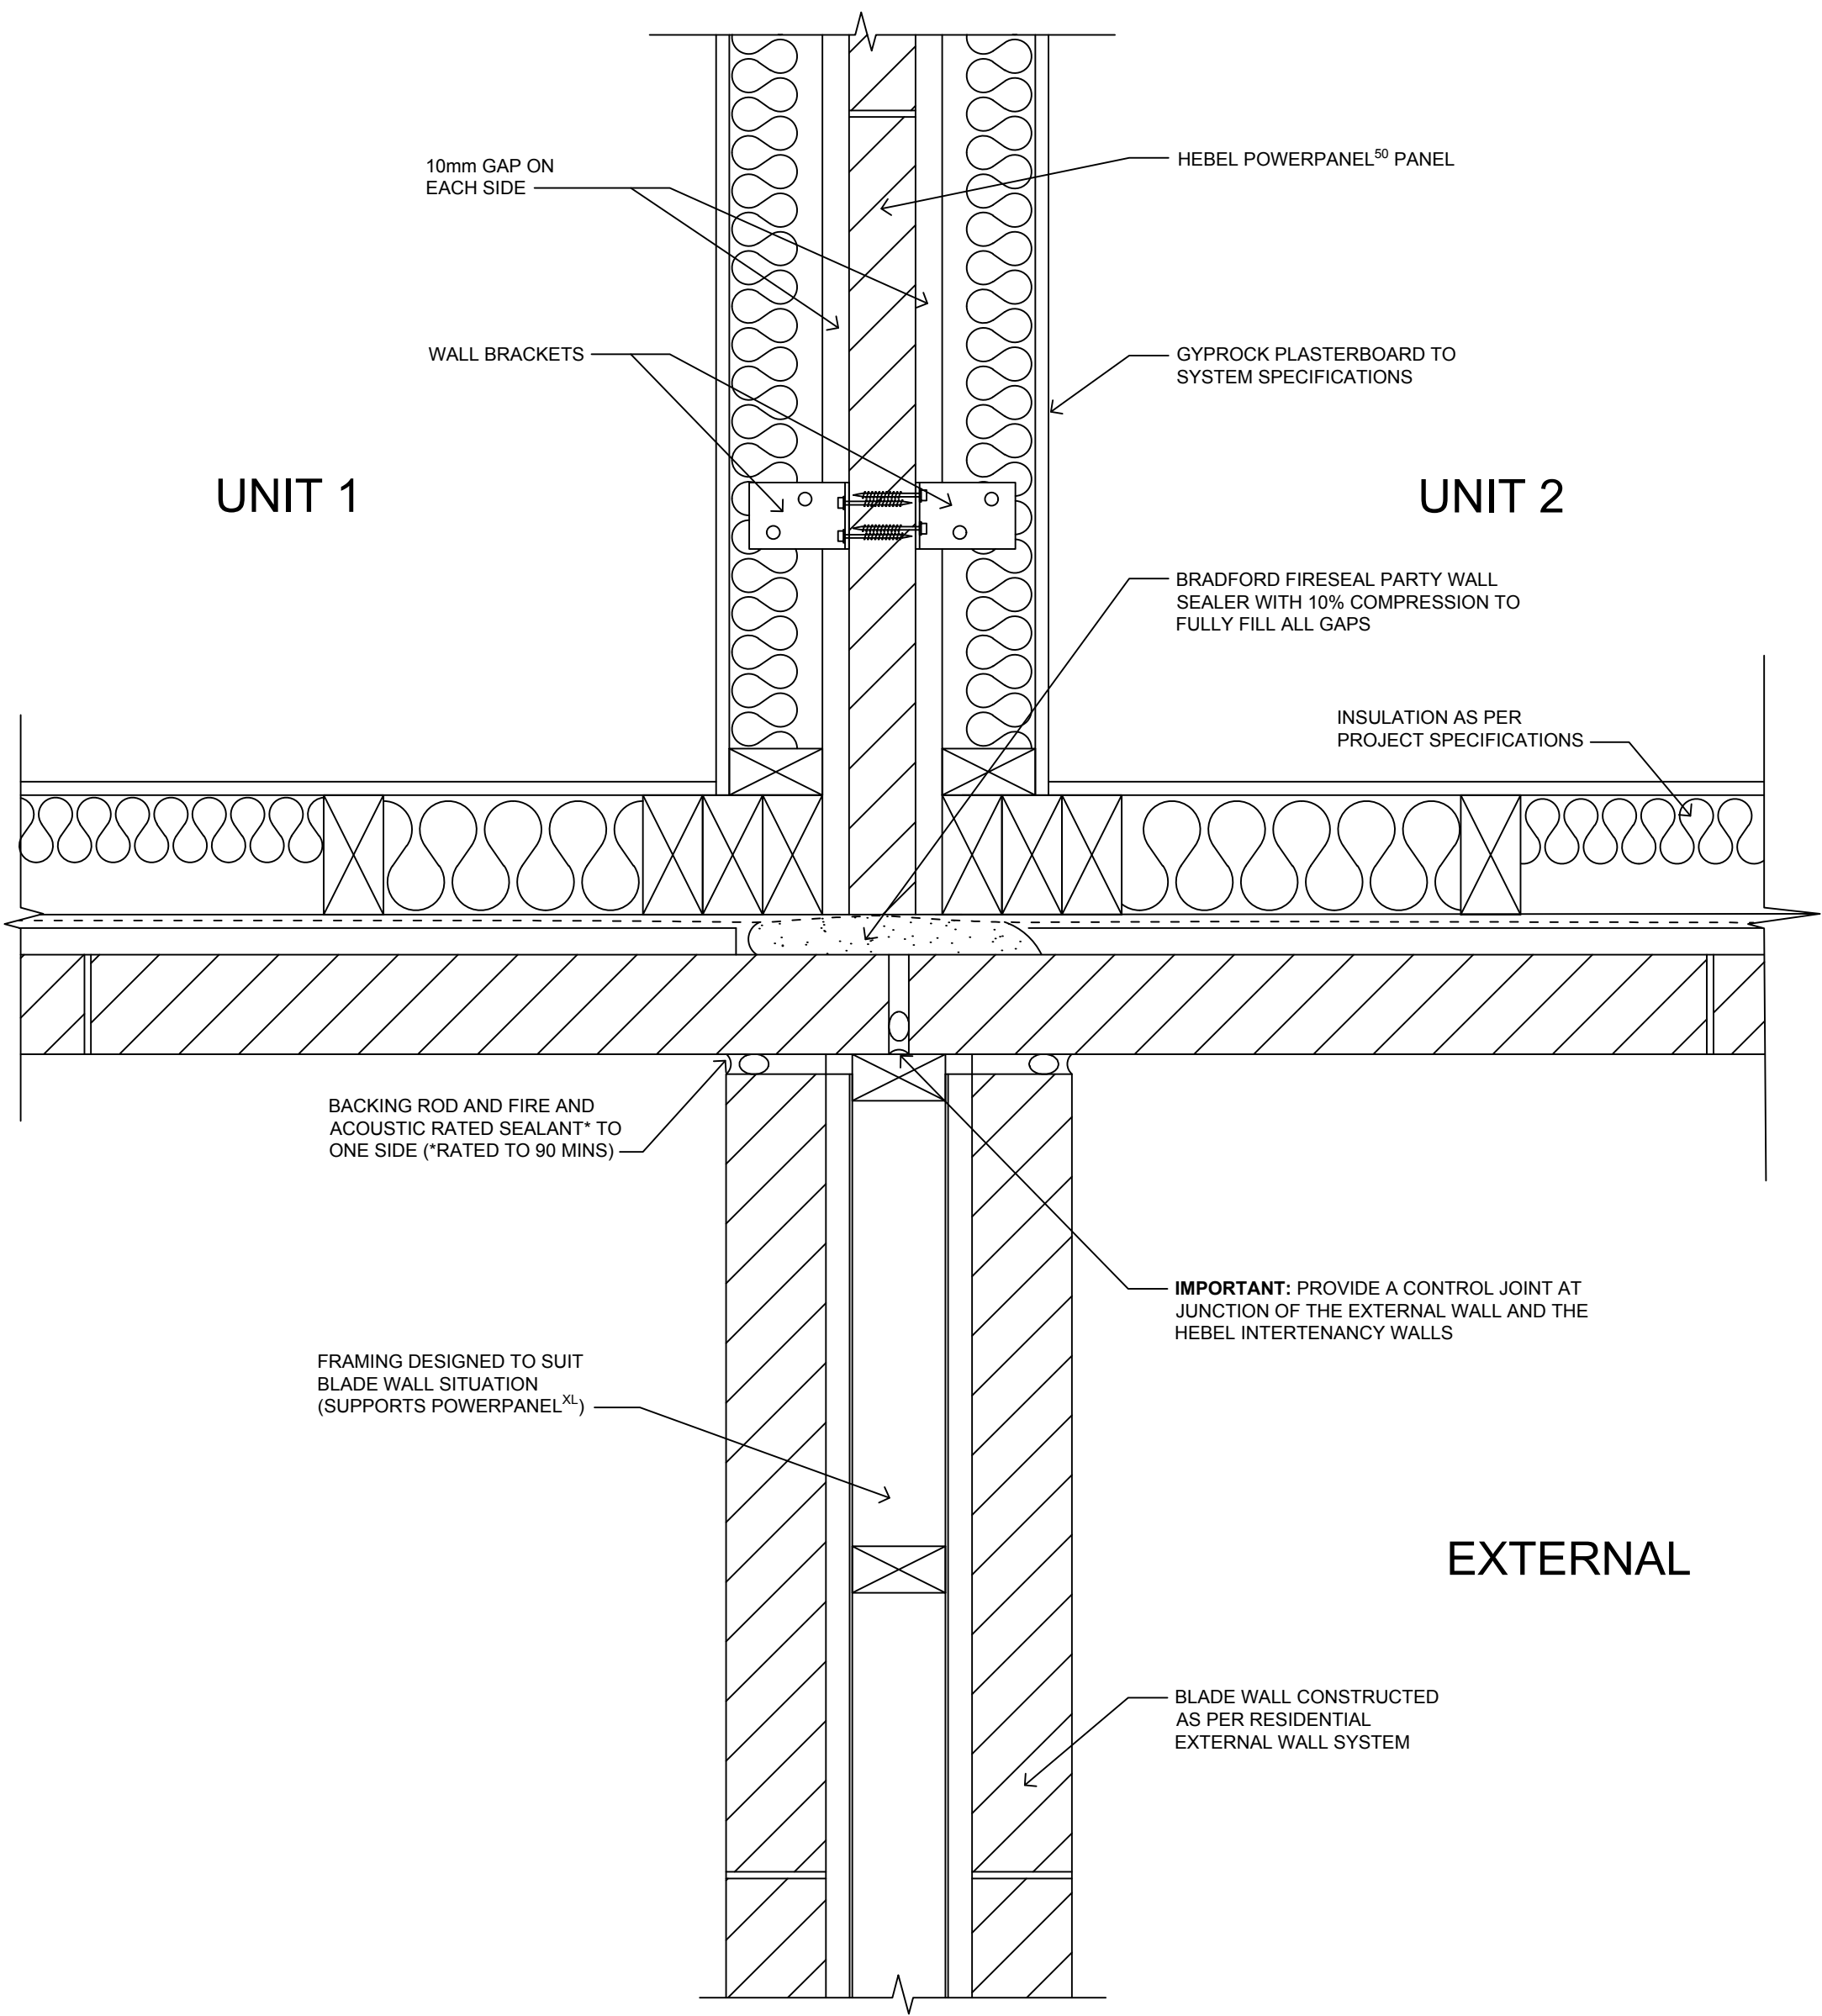 10mm GAP ON
EACH SIDE
HEBEL POWERPANEL⁵⁰ PANEL
WALL BRACKETS
GYPROCK PLASTERBOARD TO
SYSTEM SPECIFICATIONS
UNIT 1
UNIT 2
BRADFORD FIRESEAL PARTY WALL
SEALER WITH 10% COMPRESSION TO
FULLY FILL ALL GAPS
INSULATION AS PER
PROJECT SPECIFICATIONS
BACKING ROD AND FIRE AND
ACOUSTIC RATED SEALANT* TO
ONE SIDE (*RATED TO 90 MINS)
IMPORTANT: PROVIDE A CONTROL JOINT AT
JUNCTION OF THE EXTERNAL WALL AND THE
HEBEL INTERTENANCY WALLS
FRAMING DESIGNED TO SUIT
BLADE WALL SITUATION
(SUPPORTS POWERPANELXL)
EXTERNAL
BLADE WALL CONSTRUCTED
AS PER RESIDENTIAL
EXTERNAL WALL SYSTEM